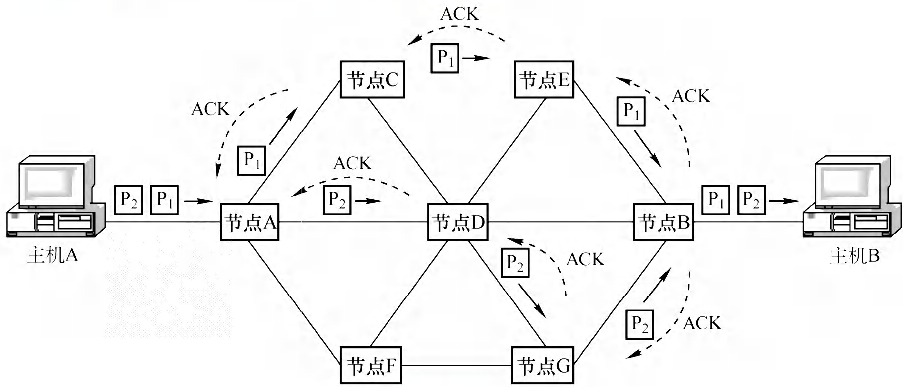 ACK
P₁
节点C
节点E
ACK
P₁
ACK
P₁
ACK
P₂ P₁
P₂
P₁ P₂
节点A
节点D
节点B
主机A
主机B
P₂
ACK
P₂
ACK
节点F
节点G